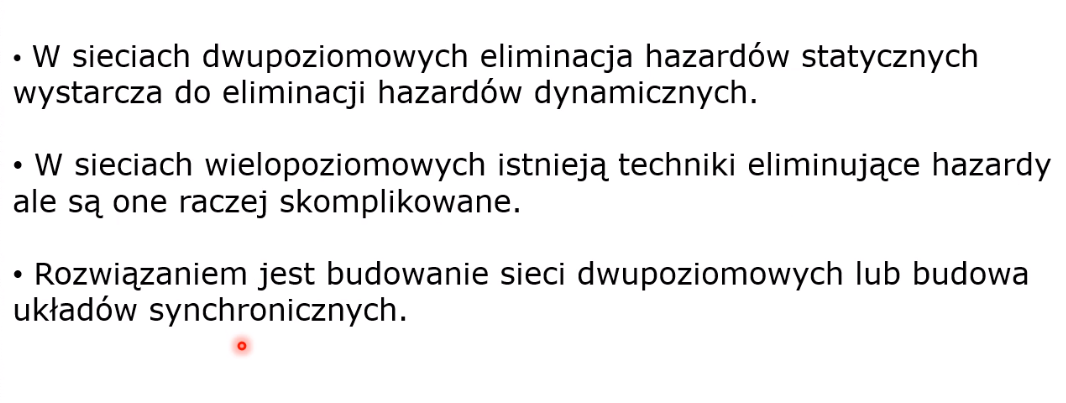 • W sieciach dwupoziomowych eliminacja hazardów statycznych
wystarcza do eliminacji hazardów dynamicznych.
• W sieciach wielopoziomowych istnieją techniki eliminujące hazardy
ale są one raczej skomplikowane.
• Rozwiązaniem jest budowanie sieci dwupoziomowych lub budowa
układów synchronicznych.